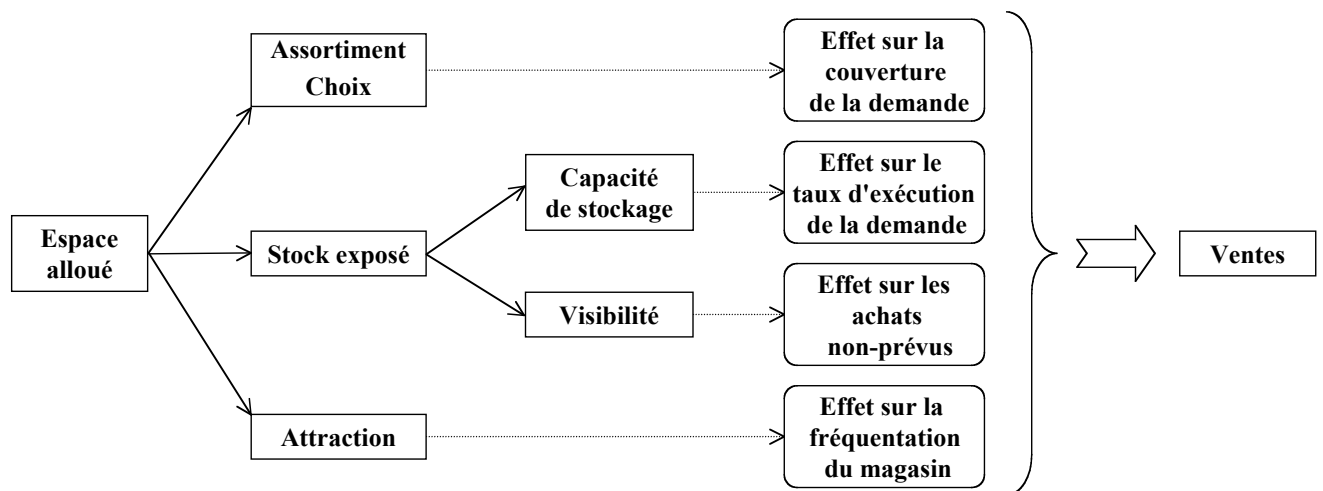 Assortiment
Choix
Effet sur la
couverture
de la demande
Espace
alloué
Stock exposé
Capacité
de stockage
Effet sur le
taux d'exécution
de la demande
Visibilité
Effet sur les
achats
non-prévus
Attraction
Effet sur la
fréquentation
du magasin
Ventes